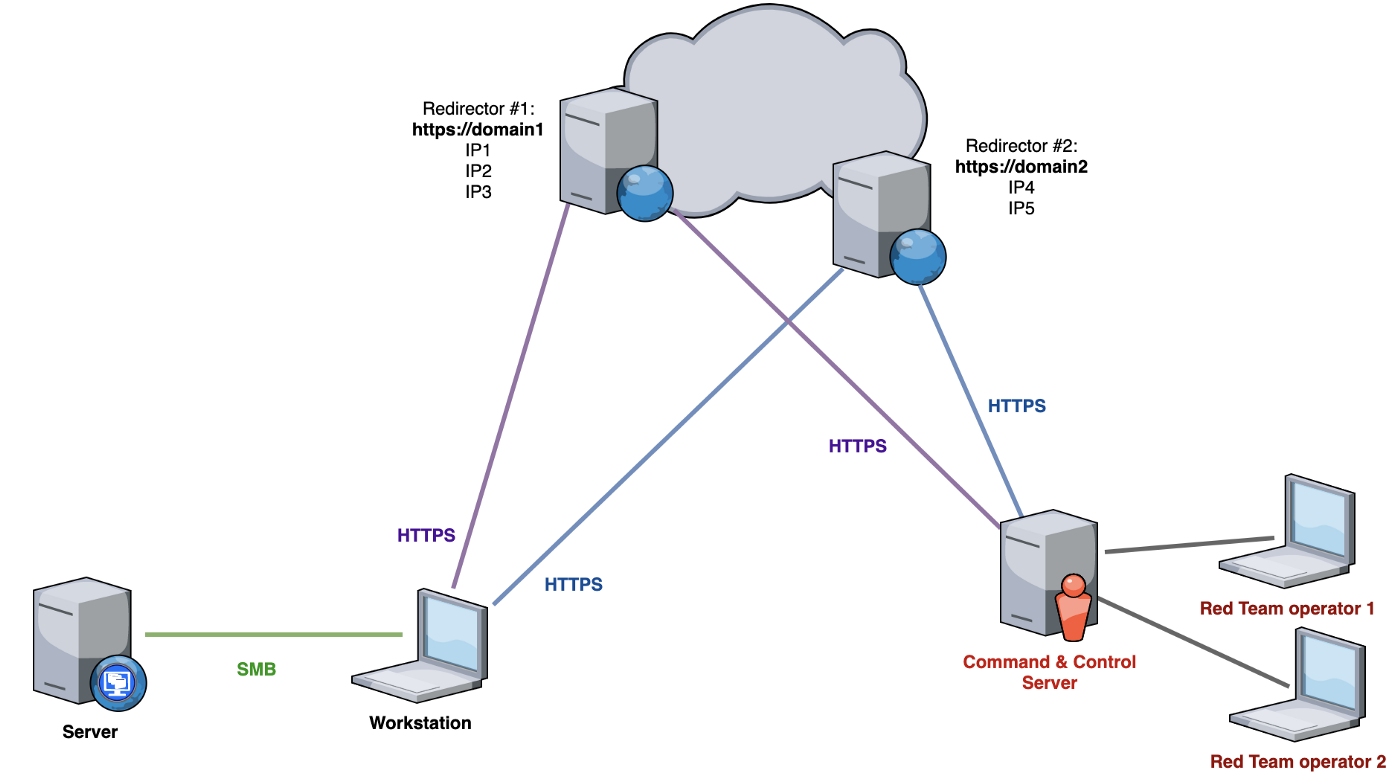 Redirector #1:
https://domain1
IP1
IP2
IP3
Redirector #2:
https://domain2
IP4
IP5
HTTPS
HTTPS
HTTPS
HTTPS
SMB
Server
Workstation
Command & Control
Server
Red Team operator 1
Red Team operator 2